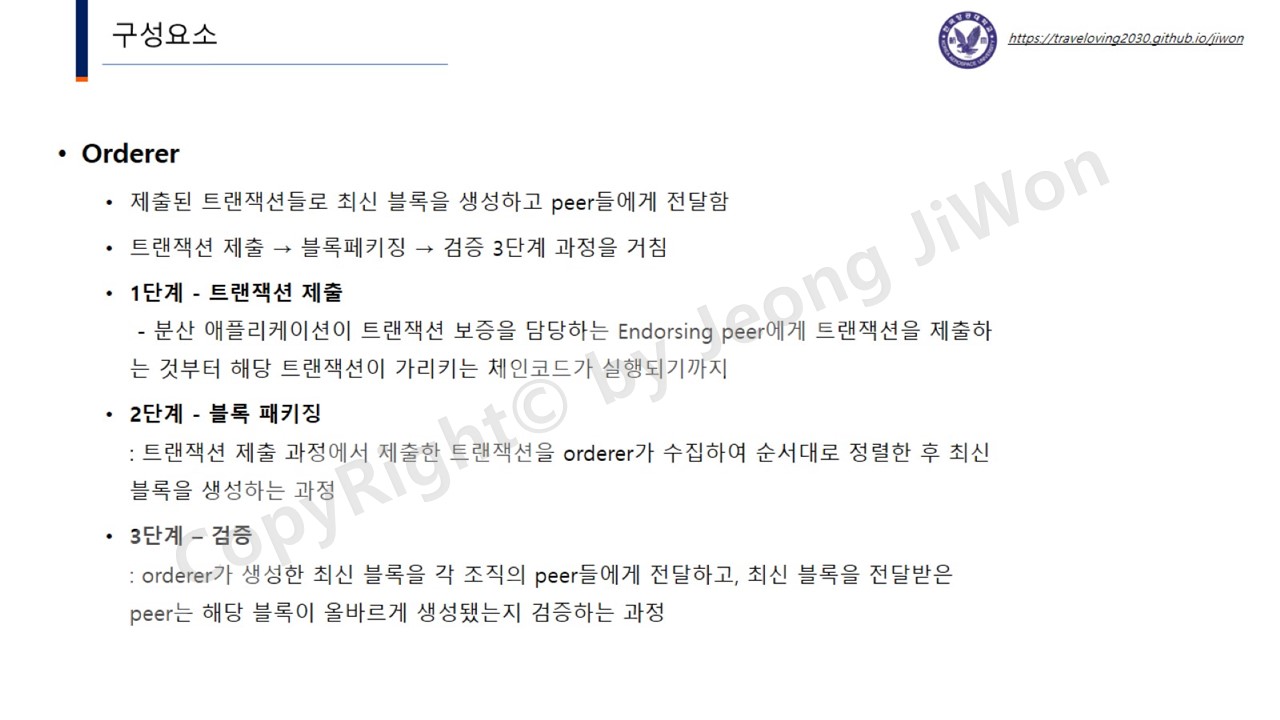 구성요소
https://traveloving2030.github.io/jiwon
• Orderer
• 제출된 트랜잭션들로 최신 블록을 생성하고 peer들에게 전달함
• 트랜잭션 제출 → 블록페키징 → 검증 3단계 과정을 거침
• 1단계 - 트랜잭션 제출
- 분산 애플리케이션이 트랜잭션 보증을 담당하는 Endorsing peer에게 트랜잭션을 제출하
는 것부터 해당 트랜잭션이 가리키는 체인코드가 실행되기까지
• 2단계 - 블록 패키징
: 트랜잭션 제출 과정에서 제출한 트랜잭션을 orderer가 수집하여 순서대로 정렬한 후 최신
블록을 생성하는 과정
• 3단계 – 검증
: orderer가 생성한 최신 블록을 각 조직의 peer들에게 전달하고, 최신 블록을 전달받은
peer는 해당 블록이 올바르게 생성됐는지 검증하는 과정
CopyRight© by Jeong JiWon